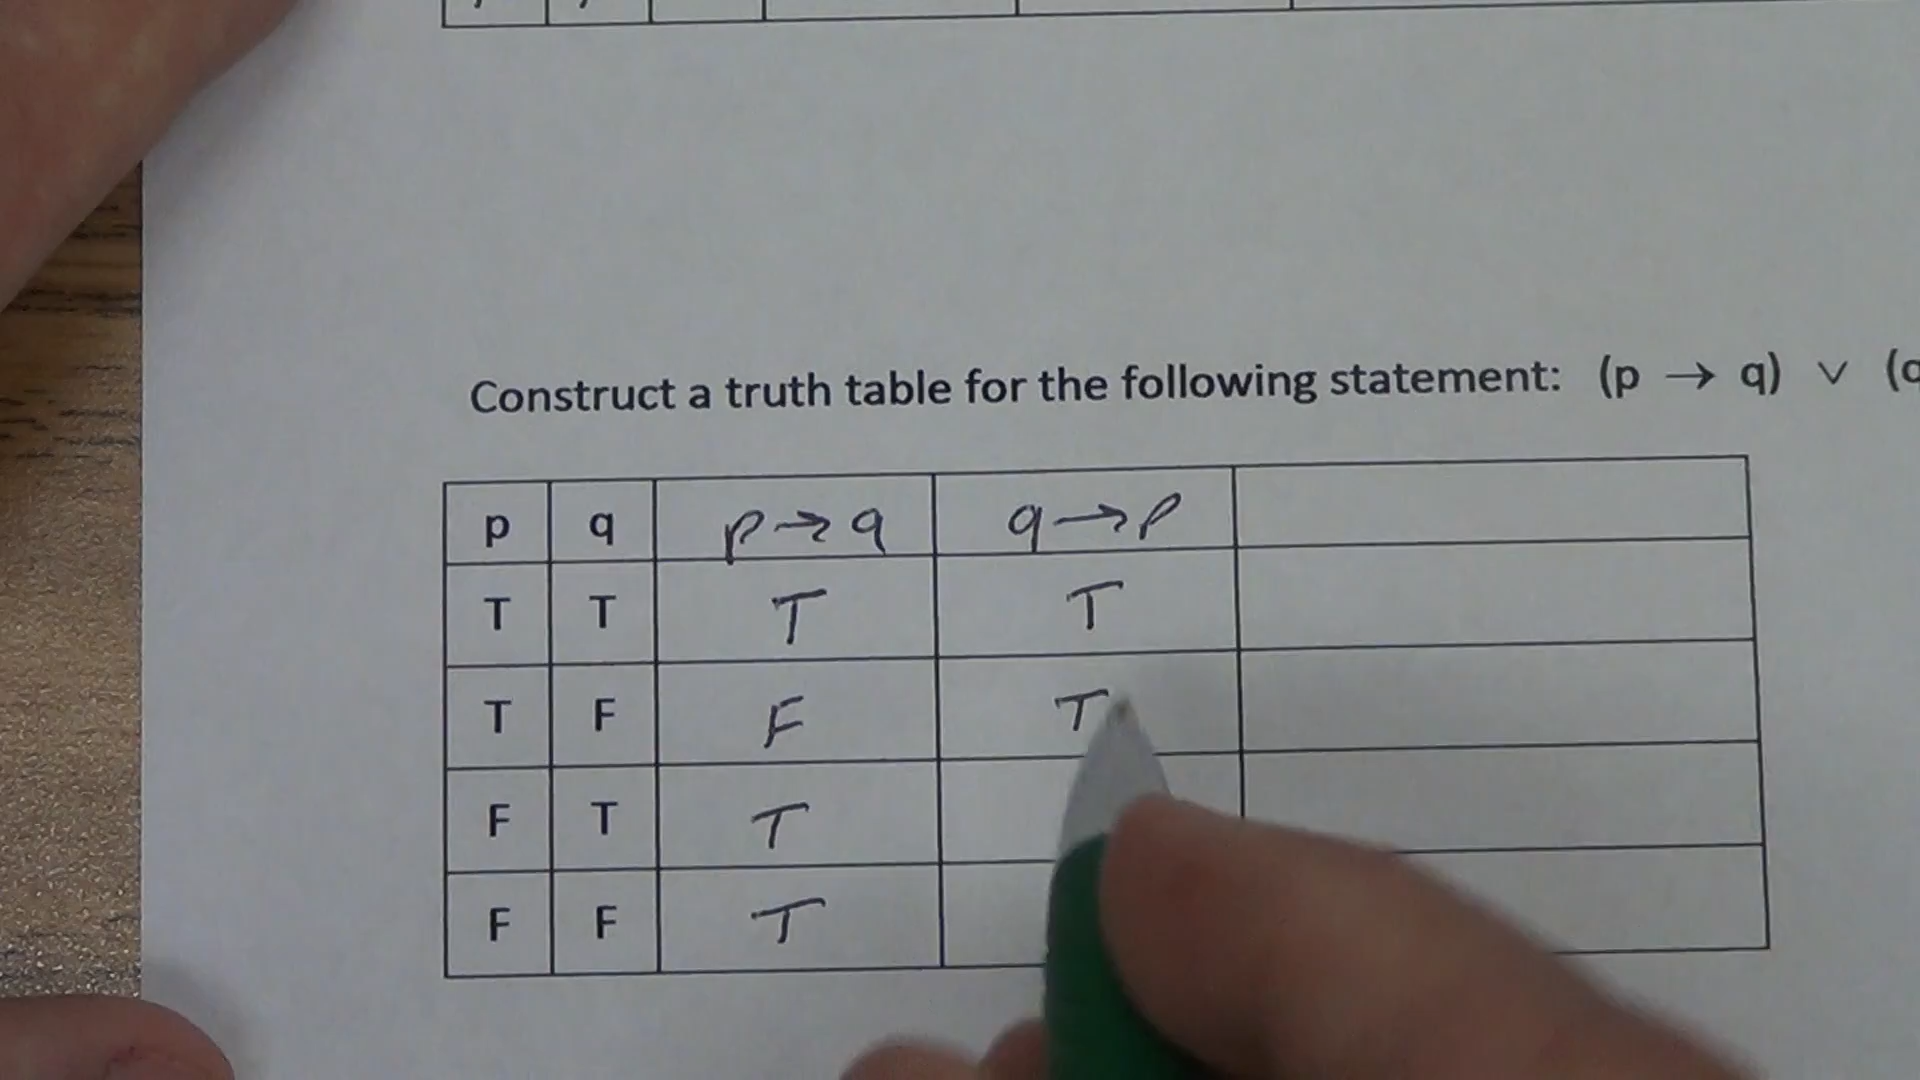 Construct a truth table for the following statement: (p → q) ∨ (q
p q p→q q→p
T T T T
T F F T
F T T
F F T